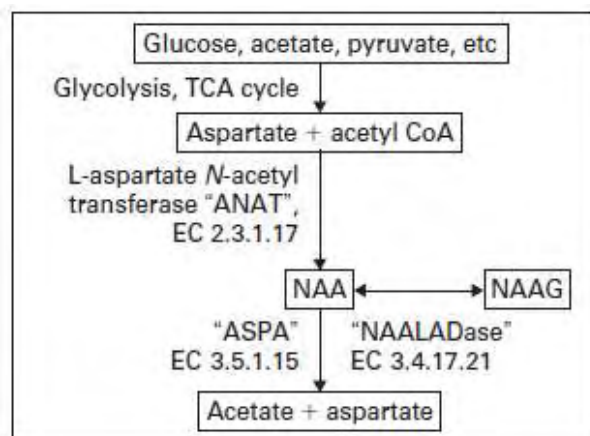 Glucose, acetate, pyruvate, etc
Glycolysis, TCA cycle
Aspartate + acetyl CoA
L-aspartate N-acetyl
transferase "ANAT",
EC 2.3.1.17
NAA
NAAG
"ASPA"
EC 3.5.1.15
"NAALADase"
EC 3.4.17.21
Acetate + aspartate